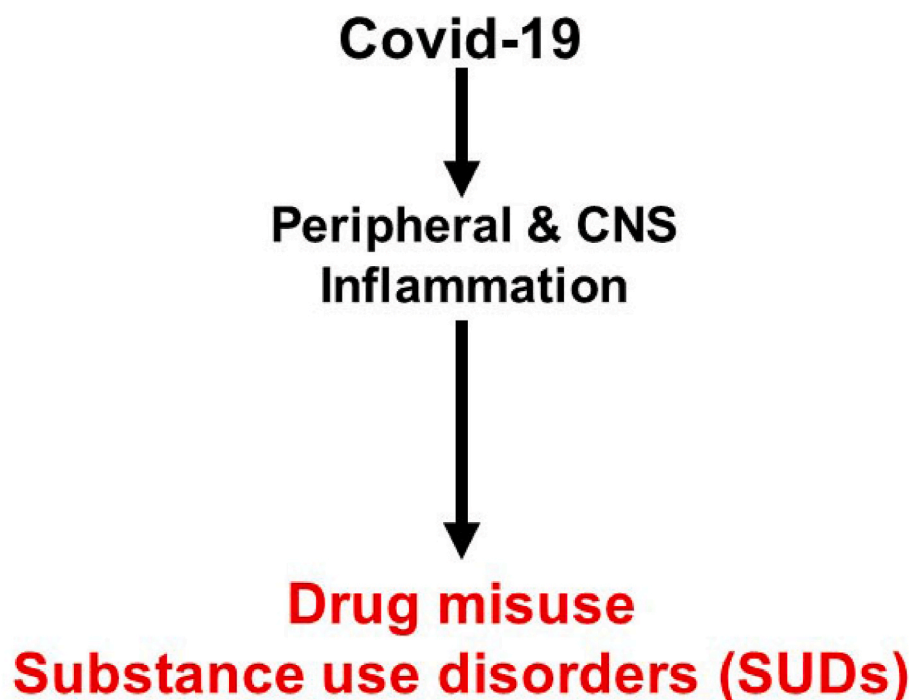 Covid-19
Peripheral & CNS
Inflammation
Drug misuse
Substance use disorders (SUDs)